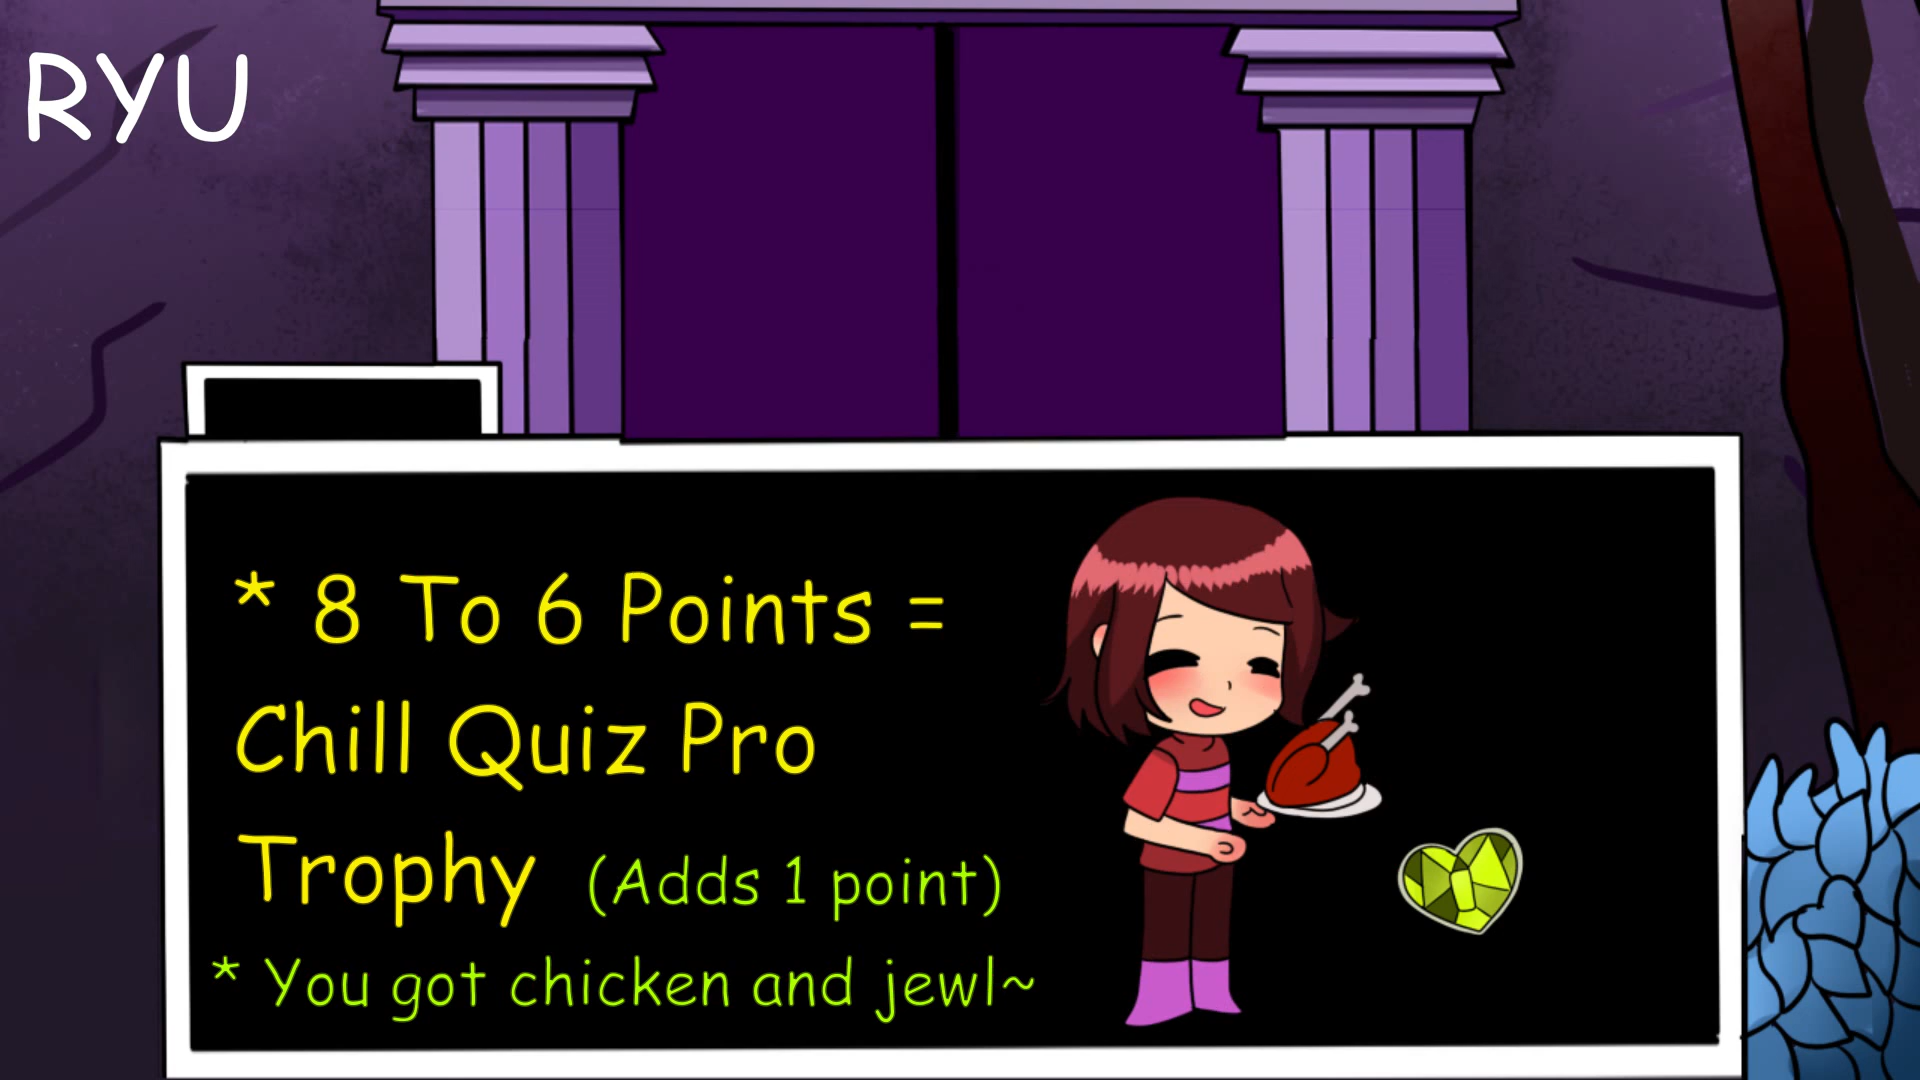 RYU
* 8 To 6 Points =
Chill Quiz Pro
Trophy (Adds 1 point)
* You got chicken and jewl~